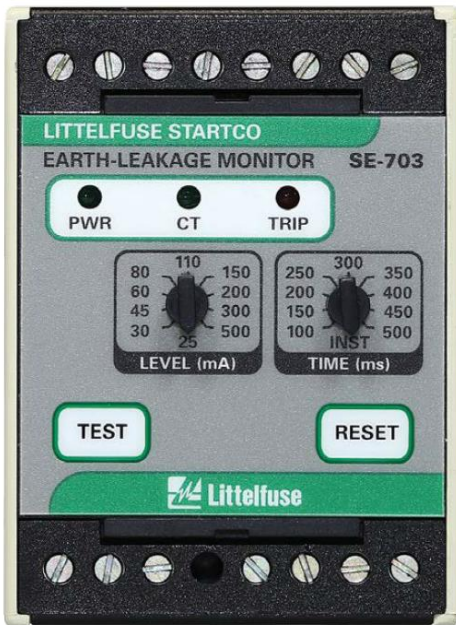 LITTELFUSE STARTCO
EARTH-LEAKAGE MONITOR SE-703
PWR CT TRIP
110
80 150
60 200
45 300
30 500
25
LEVEL (mA)
300
250 350
200 400
150 450
100 500
INST
TIME (ms)
TEST RESET
Littelfuse